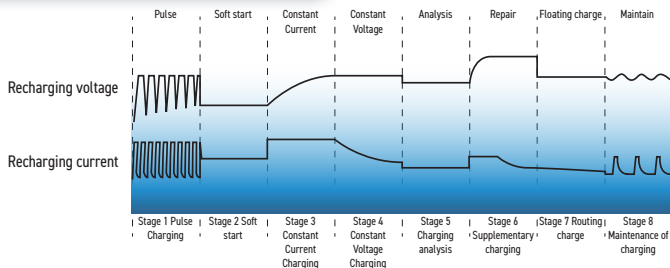 Pulse
Soft start
Constant
Current
Constant
Voltage
Analysis
Repair
Floating charge
Maintain
Recharging voltage
Recharging current
Stage 1 Pulse
Charging
Stage 2 Soft
start
Stage 3
Constant
Current
Charging
Stage 4
Constant
Voltage
Charging
Stage 5
Charging
analysis
Stage 6
Supplementary
charging
Stage 7 Routing
charge
Stage 8
Maintenance of
charging